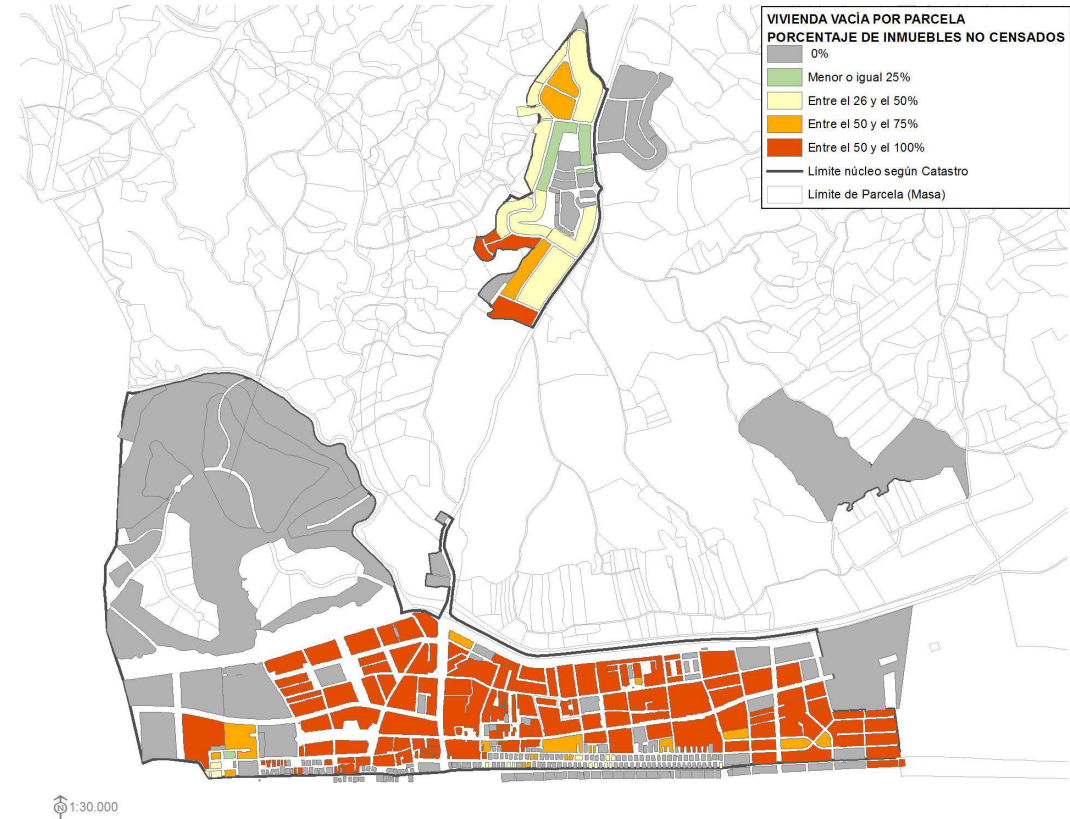 VIVIENDA VACÍA POR PARCELA
PORCENTAJE DE INMUEBLES NO CENSADOS
0%
Menor o igual 25%
Entre el 26 y el 50%
Entre el 50 y el 75%
Entre el 50 y el 100%
Límite núcleo según Catastro
Límite de Parcela (Masa)
N 1:30.000